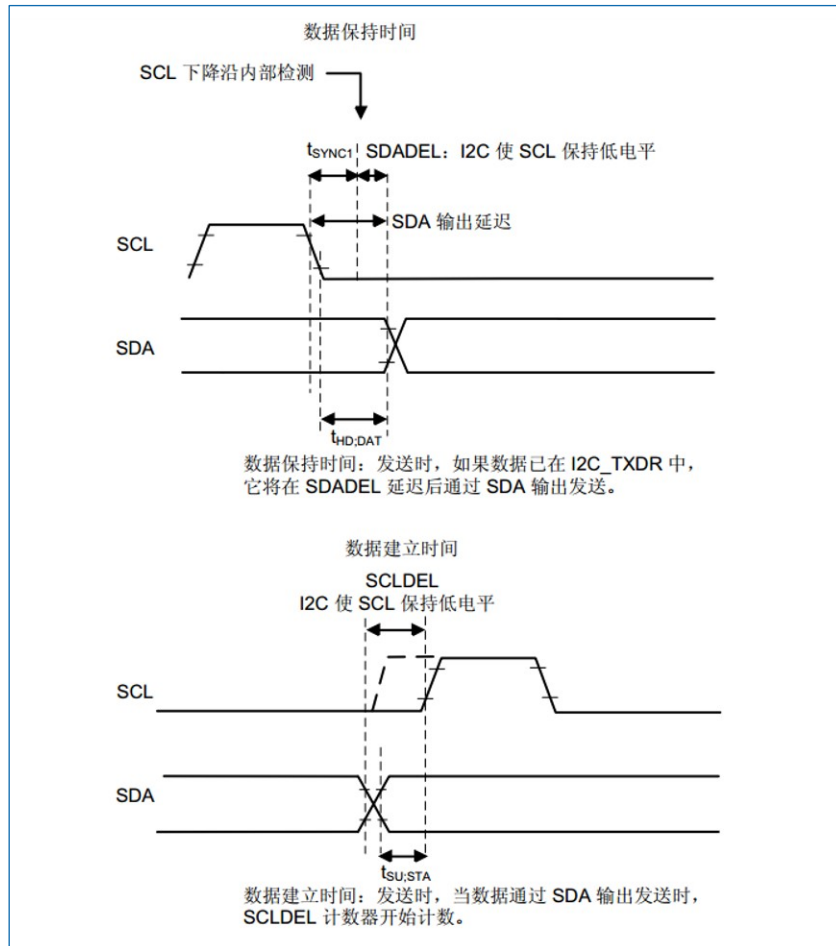 数据保持时间
SCL 下降沿内部检测
tSYNC1 SDADEL：I2C 使 SCL 保持低电平
SDA 输出延迟
SCL
SDA
tHD;DAT
数据保持时间：发送时，如果数据已在 I2C_TXDR 中，
它将在 SDADEL 延迟后通过 SDA 输出发送。
数据建立时间
SCLDEL
I2C 使 SCL 保持低电平
SCL
SDA
tSU;STA
数据建立时间：发送时，当数据通过 SDA 输出发送时，
SCLDEL 计数器开始计数。